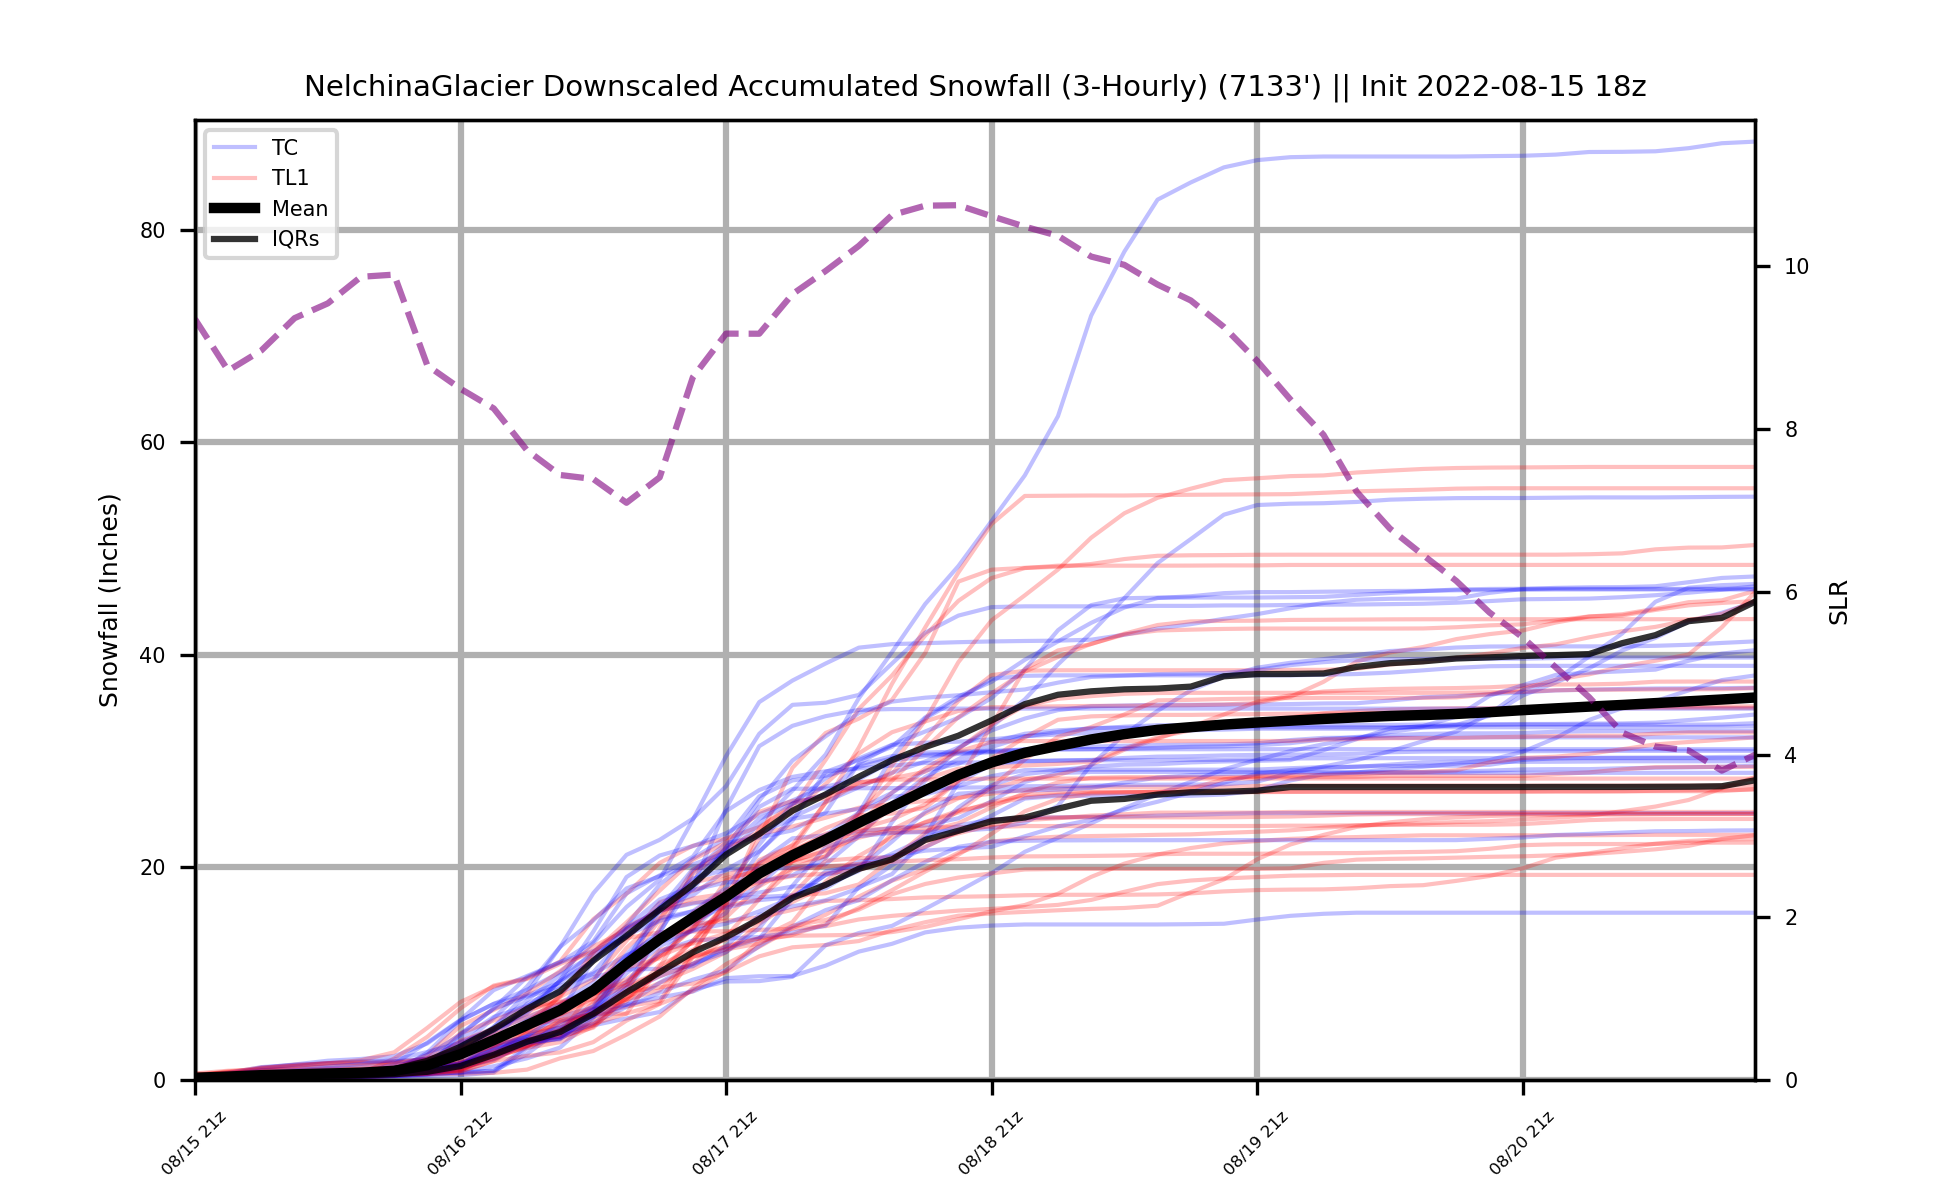 NelchinaGlacier Downscaled Accumulated Snowfall (3-Hourly) (7133') || Init 2022-08-15 18z
TC
TL1
Mean
IQRs
80
60
40
20
0
Snowfall (Inches)
10
8
6
4
2
0
SLR
08/15 21z
08/16 21z
08/17 21z
08/18 21z
08/19 21z
08/20 21z